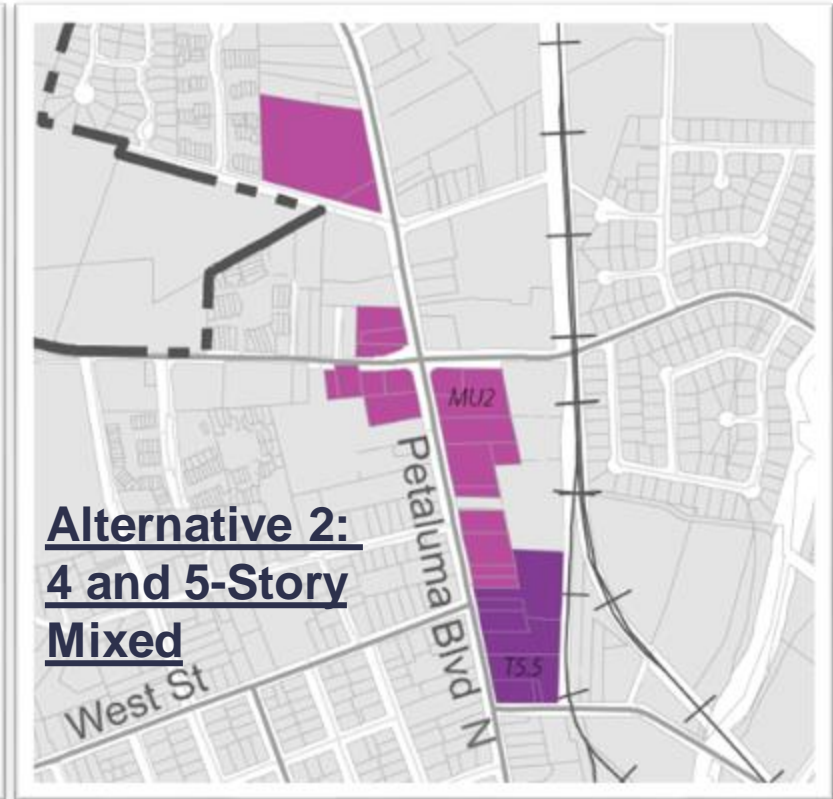 MU2
Petaluma Blvd N
Alternative 2:
4 and 5-Story
Mixed
T5.5
West St